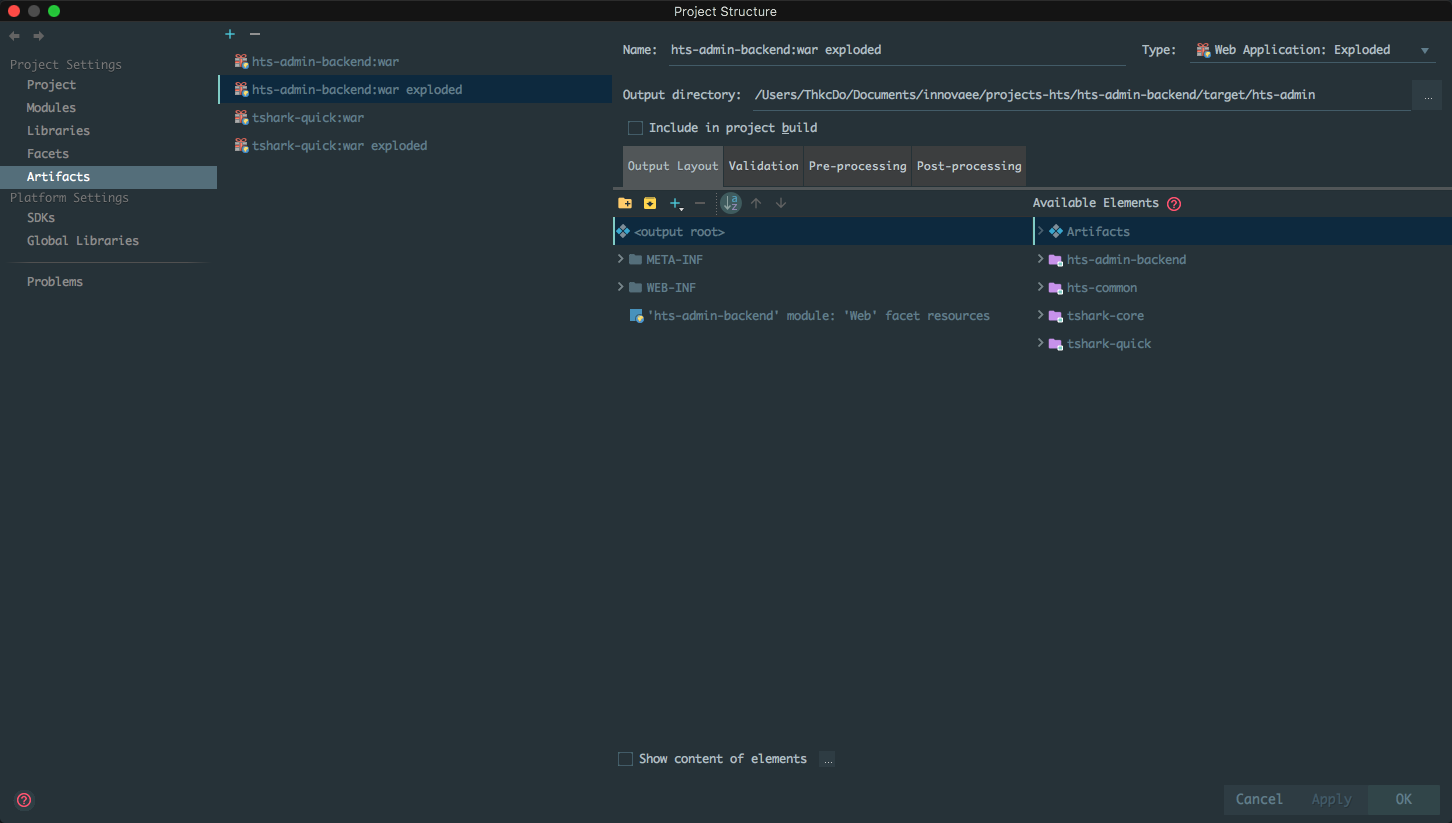 Project Structure
Project Settings
Project
Modules
Libraries
Facets
Artifacts
Platform Settings
SDKs
Global Libraries
Problems
hts-admin-backend:war
hts-admin-backend:war exploded
tshark-quick:war
tshark-quick:war exploded
Name: hts-admin-backend:war exploded
Type: Web Application: Exploded
Output directory: /Users/ThkcDo/Documents/innovaee/projects-hts/hts-admin-backend/target/hts-admin ...
Include in project build
Output Layout Validation Pre-processing Post-processing
<output root>
META-INF
WEB-INF
'hts-admin-backend' module: 'Web' facet resources
Available Elements ?
Artifacts
hts-admin-backend
hts-common
tshark-core
tshark-quick
Show content of elements ...
?
Cancel Apply OK